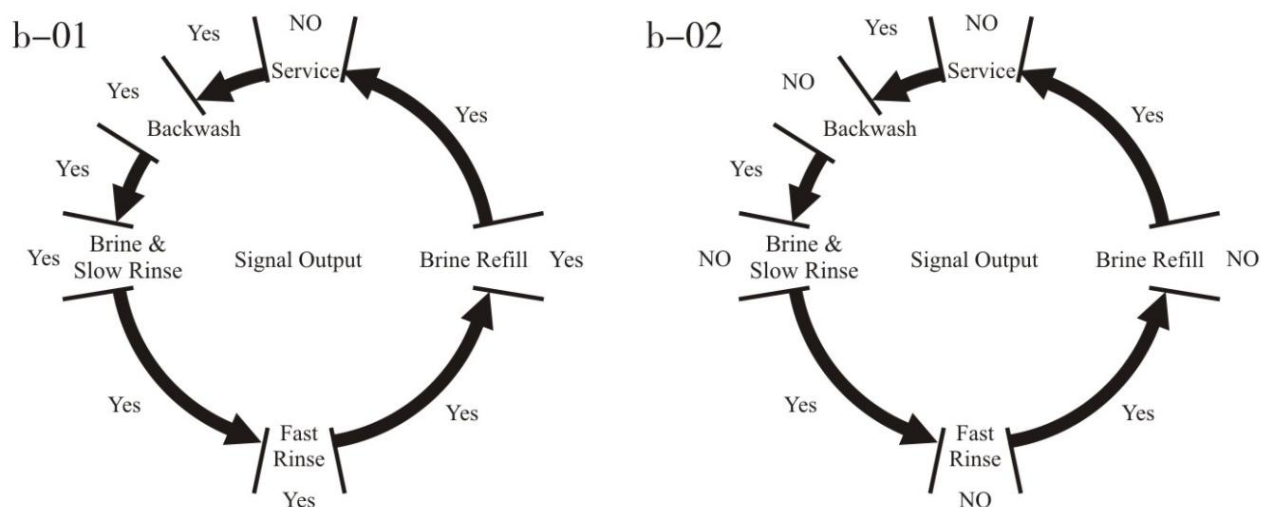 b-01
Yes
NO
Service
Yes
Backwash
Yes
Yes
Yes
Brine &
Slow Rinse
Signal Output
Brine Refill
Yes
Yes
Yes
Fast
Rinse
Yes
b-02
Yes
NO
Service
NO
Backwash
Yes
Yes
NO
Brine &
Slow Rinse
Signal Output
Brine Refill
NO
Yes
Yes
Fast
Rinse
NO